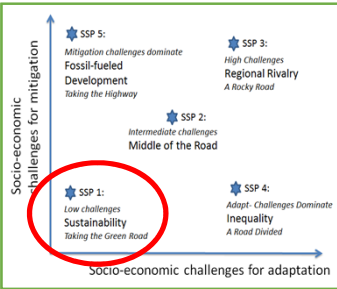 SSP 5:
Mitigation challenges dominate
Fossil-fueled
Development
Taking the Highway
SSP 3:
High Challenges
Regional Rivalry
A Rocky Road
SSP 2:
Intermediate challenges
Middle of the Road
SSP 1:
Low challenges
Sustainability
Taking the Green Road
SSP 4:
Adapt- Challenges Dominate
Inequality
A Road Divided
Socio-economic
challenges for mitigation
Socio-economic challenges for adaptation